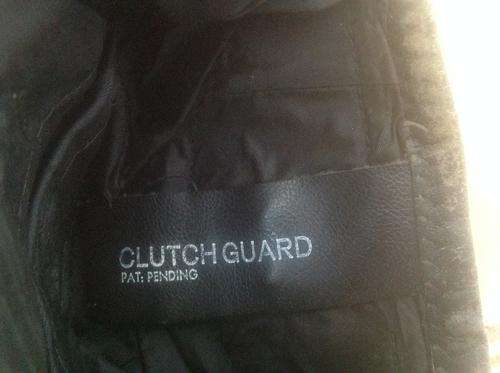 CLUTCH GUARD
PAT: PENDING